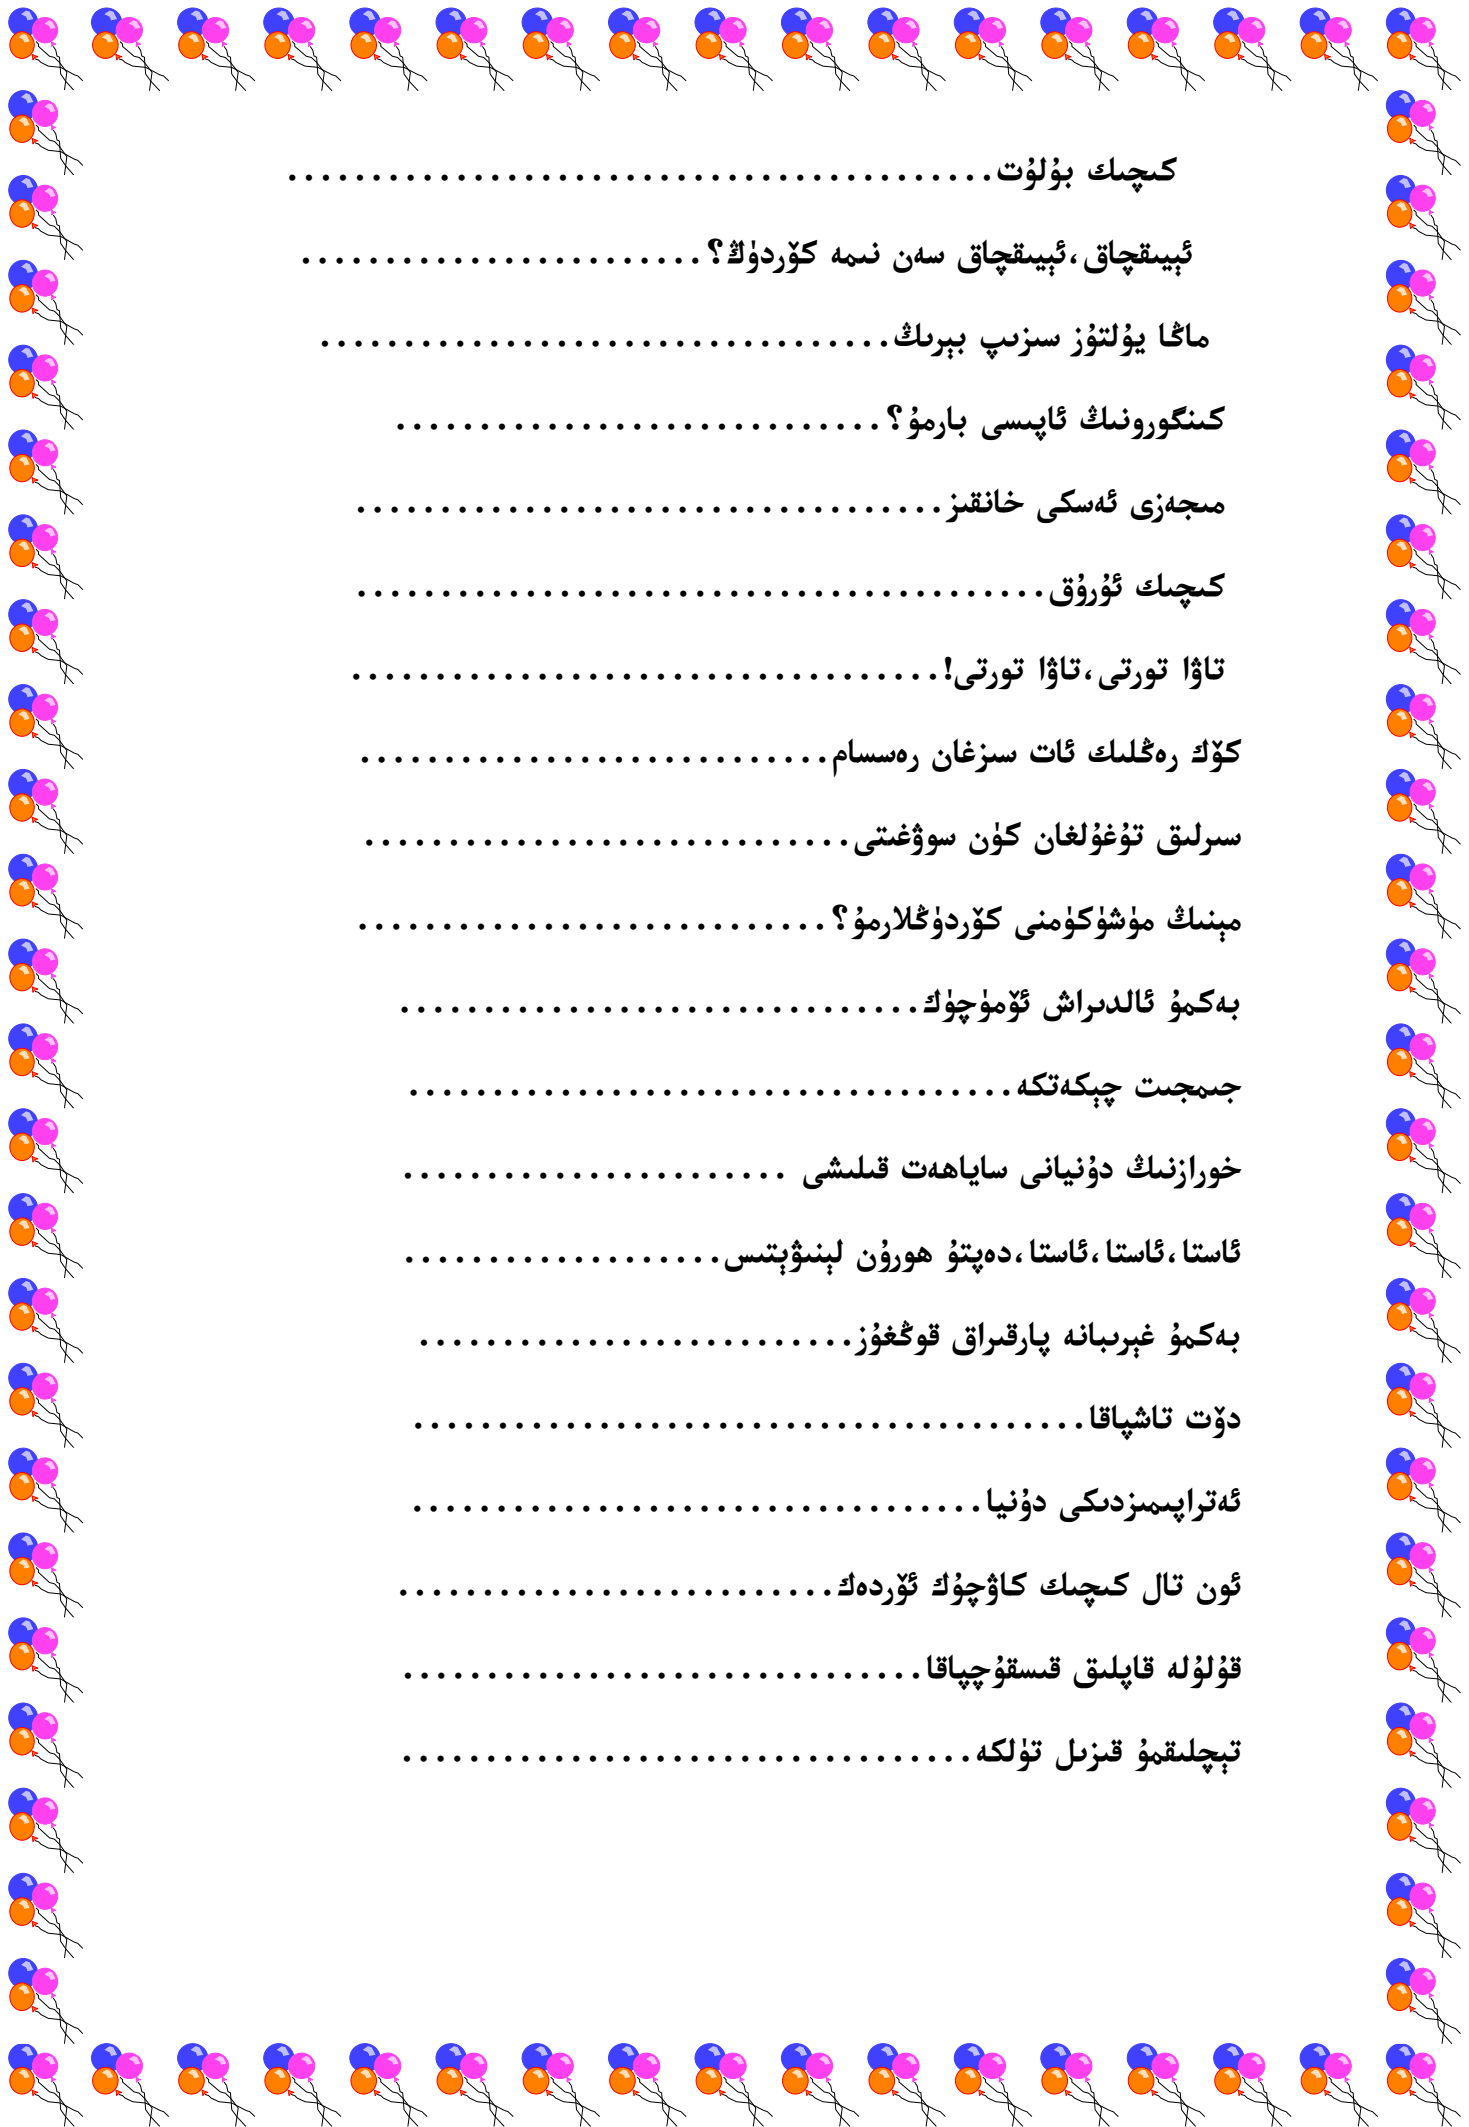 كىچىك بۇلۇت..........................................
ئېيىقچاق،ئېيىقچاق سەن نىمە كۆردۈڭ؟........................
ماڭا يۇلتۇز سىزىپ بېرىڭ..................................
كىنگورونىڭ ئاپىسى بارمۇ؟.............................
مىجەزى ئەسكى خانقىز...................................
كىچىك ئۇرۇق.........................................
تاۋا تورتى،تاۋا تورتى!...................................
كۆك رەڭلىك ئات سىزغان رەسسام............................
سىرلىق تۇغۇلغان كۈن سوۋغىتى.............................
مېنىڭ مۈشۈكۈمنى كۆردۈڭلارمۇ؟............................
بەكمۇ ئالدىراش ئۆمۈچۈك...............................
جىمجىت چېكەتكە....................................
خورازنىڭ دۇنيانى ساياھەت قىلىشى .......................
ئاستا،ئاستا،ئاستا،دەپتۇ ھورۇن لېنىۋېتىس...................
بەكمۇ غېرىبانە پارقىراق قوڭغۇز..........................
دۆت تاشپاقا........................................
ئەتراپىمىزدىكى دۇنيا..................................
ئون تال كىچىك كاۋچۇك ئۆردەك..........................
قۇلۇلە قاپلىق قىسقۇچپاقا...............................
تېچلىقمۇ قىزىل تۈلكە..................................